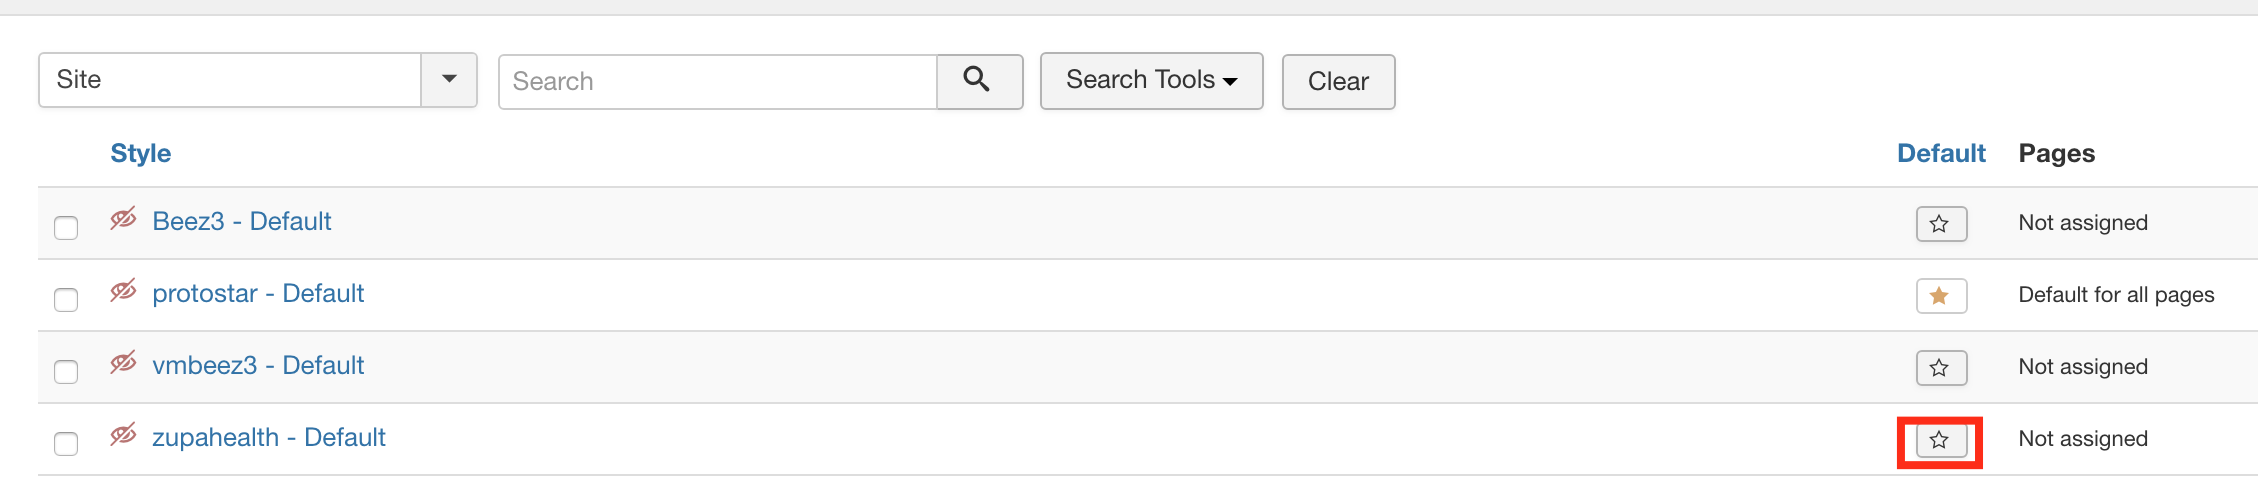 Site Search Search Tools Clear
Style Default Pages
Beez3 - Default Not assigned
protostar - Default Default for all pages
vmbeez3 - Default Not assigned
zupahealth - Default Not assigned